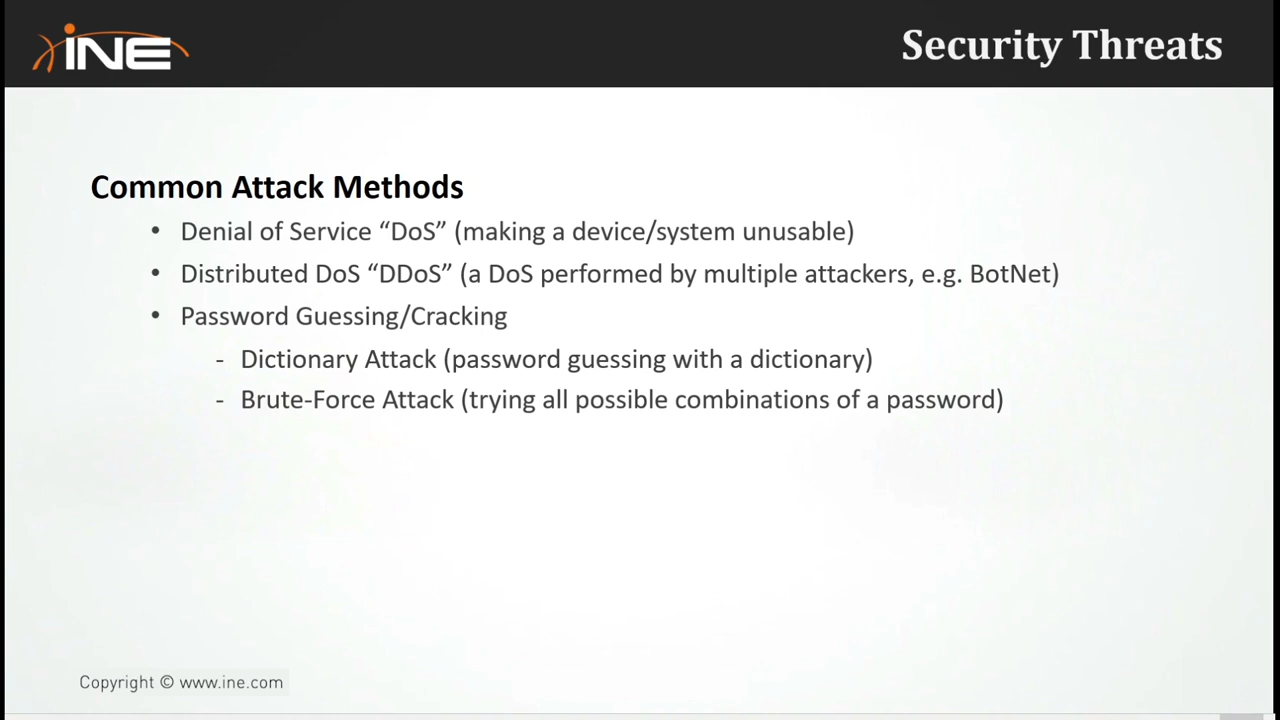 iNE
Security Threats
Common Attack Methods
• Denial of Service “DoS” (making a device/system unusable)
• Distributed DoS “DDoS” (a DoS performed by multiple attackers, e.g. BotNet)
• Password Guessing/Cracking
- Dictionary Attack (password guessing with a dictionary)
- Brute-Force Attack (trying all possible combinations of a password)
Copyright © www.ine.com